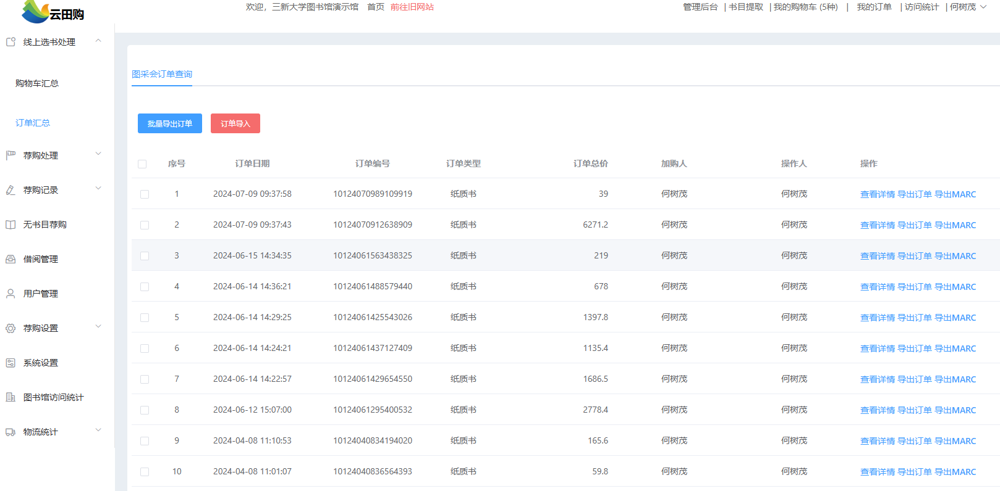 云田购
欢迎，三新大学图书馆演示馆 首页 前往旧网站
管理后台 | 书目提取 | 我的购物车 (5种) | 我的订单 | 访问统计 | 何树茂
线上选书处理
购物车汇总
订单汇总
荐购处理
荐购记录
无书目荐购
借阅管理
用户管理
荐购设置
系统设置
图书馆访问统计
物流统计
图采会订单查询
批量导出订单 订单导入
序号 订单日期 订单编号 订单类型 订单总价 加购人 操作人 操作
1 2024-07-09 09:37:58 10124070989109919 纸质书 39 何树茂 何树茂 查看详情 导出订单 导出MARC
2 2024-07-09 09:37:43 10124070912638909 纸质书 6271.2 何树茂 何树茂 查看详情 导出订单 导出MARC
3 2024-06-15 14:34:35 10124061563438325 纸质书 219 何树茂 何树茂 查看详情 导出订单 导出MARC
4 2024-06-14 14:36:21 10124061488579440 纸质书 678 何树茂 何树茂 查看详情 导出订单 导出MARC
5 2024-06-14 14:29:25 10124061425543026 纸质书 1397.8 何树茂 何树茂 查看详情 导出订单 导出MARC
6 2024-06-14 14:24:21 10124061437127409 纸质书 1135.4 何树茂 何树茂 查看详情 导出订单 导出MARC
7 2024-06-14 14:22:57 10124061429654550 纸质书 1686.5 何树茂 何树茂 查看详情 导出订单 导出MARC
8 2024-06-12 15:07:00 10124061295400532 纸质书 2778.4 何树茂 何树茂 查看详情 导出订单 导出MARC
9 2024-04-08 11:10:53 10124040834194020 纸质书 165.6 何树茂 何树茂 查看详情 导出订单 导出MARC
10 2024-04-08 11:01:07 10124040836564393 纸质书 59.8 何树茂 何树茂 查看详情 导出订单 导出MARC